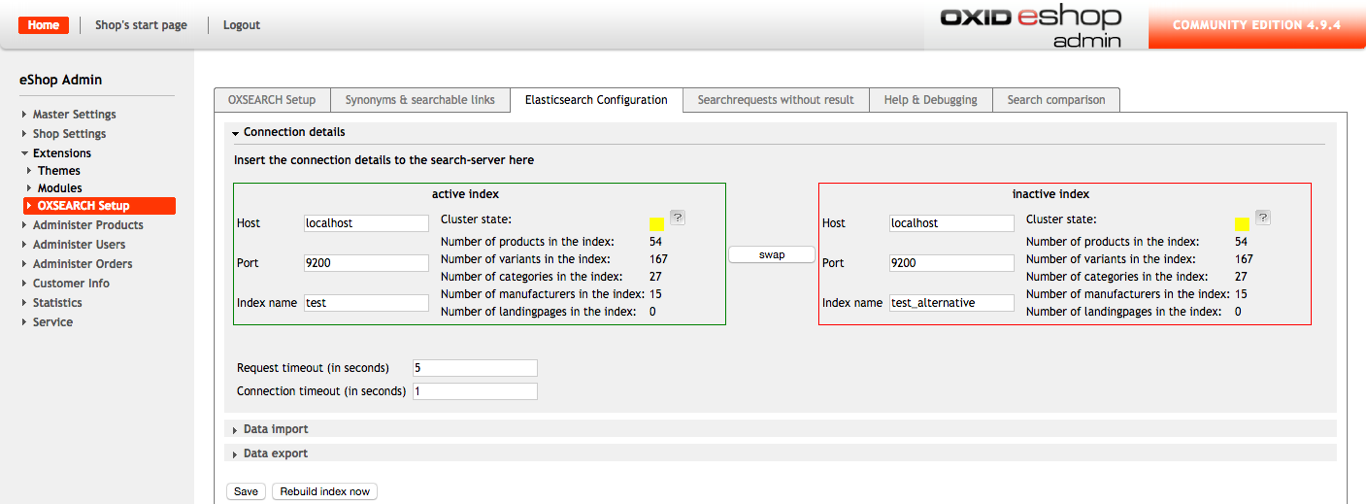 Home
Shop's start page
Logout
OXID eshop
admin
COMMUNITY EDITION 4.9.4
eShop Admin
Master Settings
Shop Settings
Extensions
Themes
Modules
OXSEARCH Setup
Administer Products
Administer Users
Administer Orders
Customer Info
Statistics
Service
OXSEARCH Setup
Synonyms & searchable links
Elasticsearch Configuration
Searchrequests without result
Help & Debugging
Search comparison
Connection details
Insert the connection details to the search-server here
active index
Host localhost
Port 9200
Index name test
Cluster state: ?
Number of products in the index: 54
Number of variants in the index: 167
Number of categories in the index: 27
Number of manufacturers in the index: 15
Number of landingpages in the index: 0
swap
inactive index
Host localhost
Port 9200
Index name test_alternative
Cluster state: ?
Number of products in the index: 54
Number of variants in the index: 167
Number of categories in the index: 27
Number of manufacturers in the index: 15
Number of landingpages in the index: 0
Request timeout (in seconds) 5
Connection timeout (in seconds) 1
Data import
Data export
Save
Rebuild index now